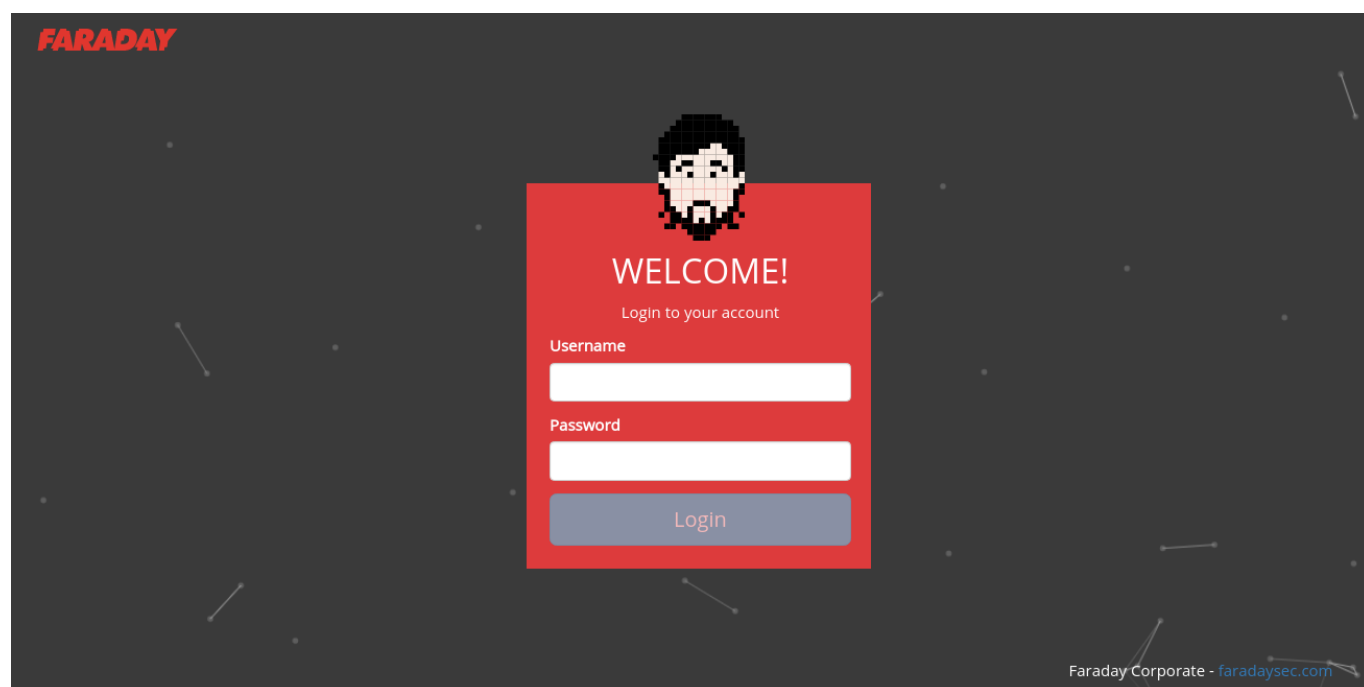 FARADAY
WELCOME!
Login to your account
Username
Password
Login
Faraday Corporate - faradaysec.com